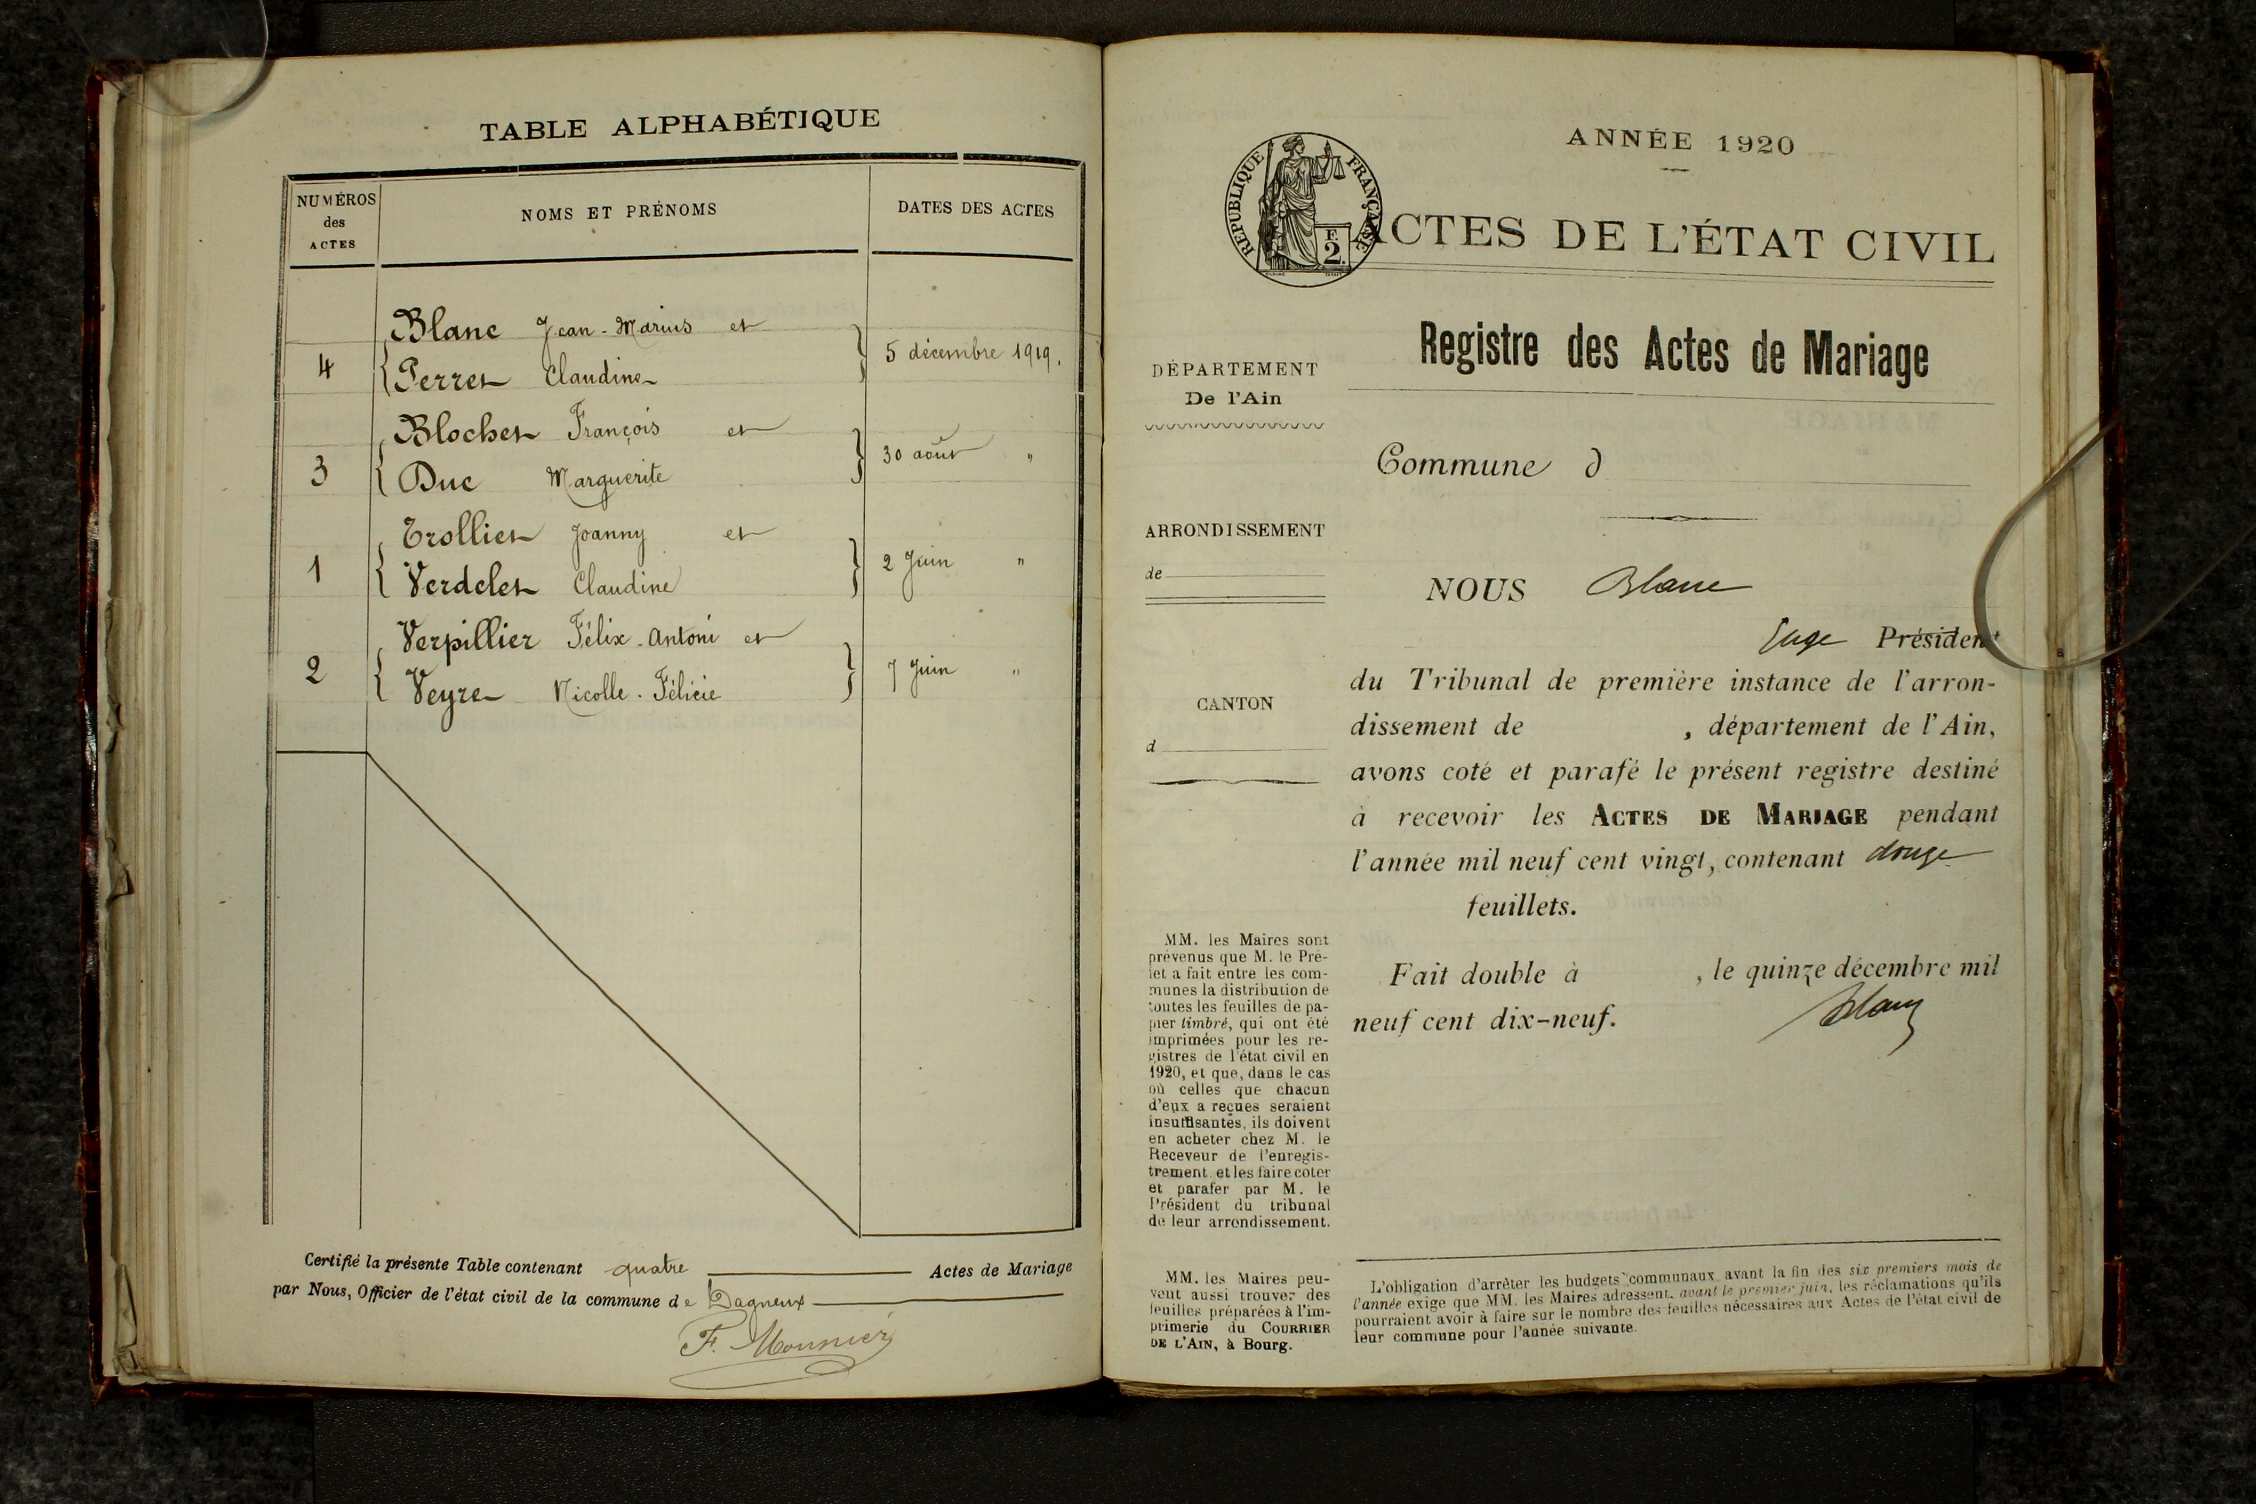 TABLE ALPHABÉTIQUE
NUMÉROS
des
ACTES
NOMS ET PRÉNOMS
DATES DES ACTES
Blanc Jean-Marius et
4 Perret Claudine
5 décembre 1919.
Blochet François et
3 Duc Marguerite
30 août "
Trollier Joanny et
1 Verdelet Claudine
2 Juin "
Verpillier Félix-Antoni et
2 Veyre Nicolle-Félicie
7 Juin "
Certifié la présente Table contenant quatre Actes de Mariage
par Nous, Officier de l'état civil de la commune de Dagneux
F. Monnier
ANNÉE 1920
RÉPUBLIQUE FRANÇAISE
F.
2.
ACTES DE L'ÉTAT CIVIL
Registre des Actes de Mariage
DÉPARTEMENT
De l'Ain
Commune d
ARRONDISSEMENT
de
CANTON
d
NOUS Blanc
Juge Président
du Tribunal de première instance de l'arron-
dissement de , département de l'Ain,
avons coté et parafé le présent registre destiné
à recevoir les ACTES DE MARIAGE pendant
l'année mil neuf cent vingt, contenant douze
feuillets.
Fait double à , le quinze décembre mil
neuf cent dix-neuf.
Blanc
MM. les Maires sont
prévenus que M. le Pré-
fet a fait entre les com-
munes la distribution de
toutes les feuilles de pa-
pier timbré, qui ont été
imprimées pour les re-
gistres de l'état civil en
1920, et que, dans le cas
où celles que chacun
d'eux a reçues seraient
insuffisantes, ils doivent
en acheter chez M. le
Receveur de l'enregis-
trement et les faire coter
et parafer par M. le
Président du tribunal
de leur arrondissement.
MM. les Maires peu-
vent aussi trouver des
feuilles préparées à l'im-
primerie du COURRIER
DE L'AIN, à Bourg.
L'obligation d'arrêter les budgets communaux avant la fin des six premiers mois de
l'année exige que MM. les Maires adressent, avant le premier juin, les réclamations qu'ils
pourraient avoir à faire sur le nombre des feuilles nécessaires aux Actes de l'état civil de
leur commune pour l'année suivante.